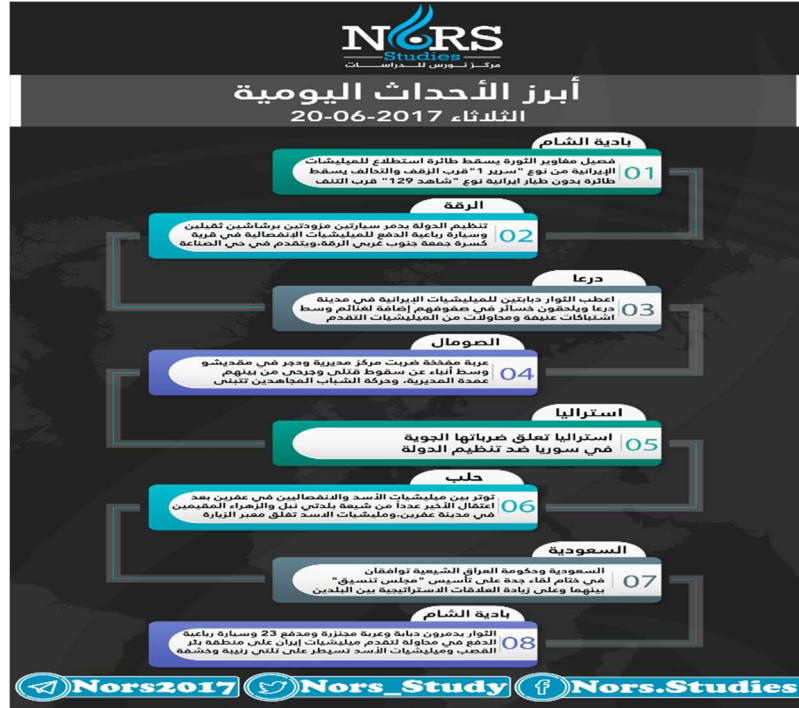 NORS
Studies
مركز نورس للدراسات
أبرز الأحداث اليومية
الثلاثاء 2017-06-20
بادية الشام
01
فصيل مغاوير الثورة يسقط طائرة استطلاع للميليشات
الإيرانية من نوع "سرير 1"قرب الزقف والتحالف يسقط
طائرة بدون طيار ايرانية نوع "شاهد 129" قرب التنف
الرقة
02
تنظيم الدولة يدمر سيارتين مزودتين برشاشين ثقيلين
وسيارة رباعية الدفع للميليشيات الإنفصالية في قرية
كسرة جمعة جنوب غربي الرقة،ويتقدم في حي الصناعة
درعا
03
اعطب الثوار دبابتين للميليشيات الإيرانية في مدينة
درعا ويلحقون خسائر في صفوفهم إضافة لغنائم وسط
اشتباكات عنيفة ومحاولات من الميليشيات التقدم
الصومال
04
عربة مفخخة ضربت مركز مديرية ودجر في مقديشو
وسط أنباء عن سقوط قتلى وجرحى من بينهم
عمدة المديرية، وحركة الشباب المجاهدين تتبنى
استراليا
05
استراليا تعلق ضرباتها الجوية
في سوريا ضد تنظيم الدولة
حلب
06
توتر بين ميليشيات الأسد والانفصاليين في عفرين بعد
اعتقال الأخير عدداً من شيعة بلدتي نبل والزهراء المقيمين
في مدينة عفرين،ومليشيات الاسد تغلق معبر الزيارة
السعودية
07
السعودية وحكومة العراق الشيعية توافقان
في ختام لقاء جدة على تأسيس "مجلس تنسيق"
بينهما وعلى زيادة العلاقات الاستراتيجية بين البلدين
بادية الشام
08
الثوار يدمرون دبابة وعربة مجنزرة ومدفع 23 وسيارة رباعية
الدفع في محاولة لتقدم ميليشيات إيران على منطقة بئر
القصب وميليشيات الأسد تسيطر على تلتي رنيبة وخشفة
Nors2017
Nors_Study
Nors.Studies